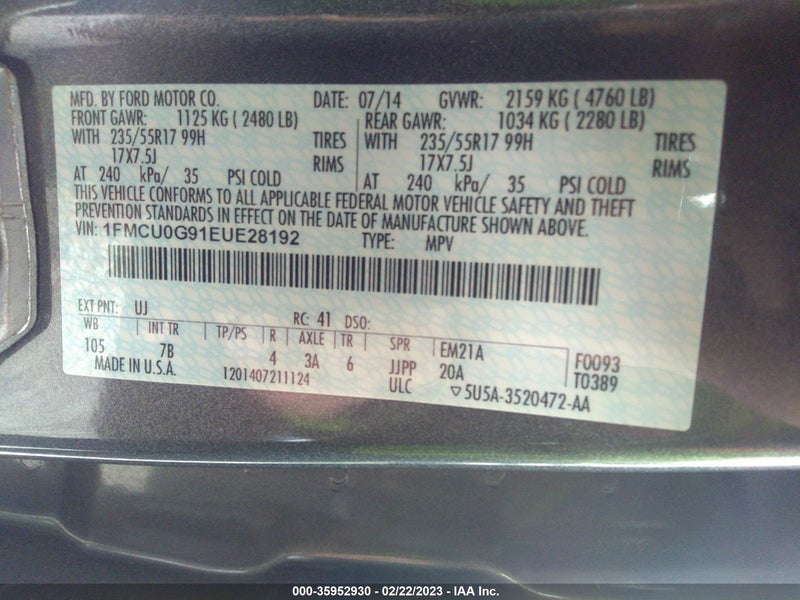 MFD. BY FORD MOTOR CO. DATE: 07/14 GVWR: 2159 KG ( 4760 LB)
FRONT GAWR: 1125 KG ( 2480 LB) REAR GAWR: 1034 KG ( 2280 LB)
WITH 235/55R17 99H TIRES WITH 235/55R17 99H TIRES
17X7.5J RIMS 17X7.5J RIMS
AT 240 kPa/ 35 PSI COLD AT 240 kPa/ 35 PSI COLD
THIS VEHICLE CONFORMS TO ALL APPLICABLE FEDERAL MOTOR VEHICLE SAFETY AND THEFT
PREVENTION STANDARDS IN EFFECT ON THE DATE OF MANUFACTURE SHOWN ABOVE.
VIN: 1FMCU0G91EUE28192 TYPE: MPV
EXT PNT: UJ RC: 41 DSO:
WB INT TR TP/PS R AXLE TR SPR EM21A F0093
105 7B 4 3A 6 JJPP 20A T0389
MADE IN U.S.A. 1201407211124 ULC ▽5U5A-3520472-AA
000-35952930 - 02/22/2023 - IAA Inc.